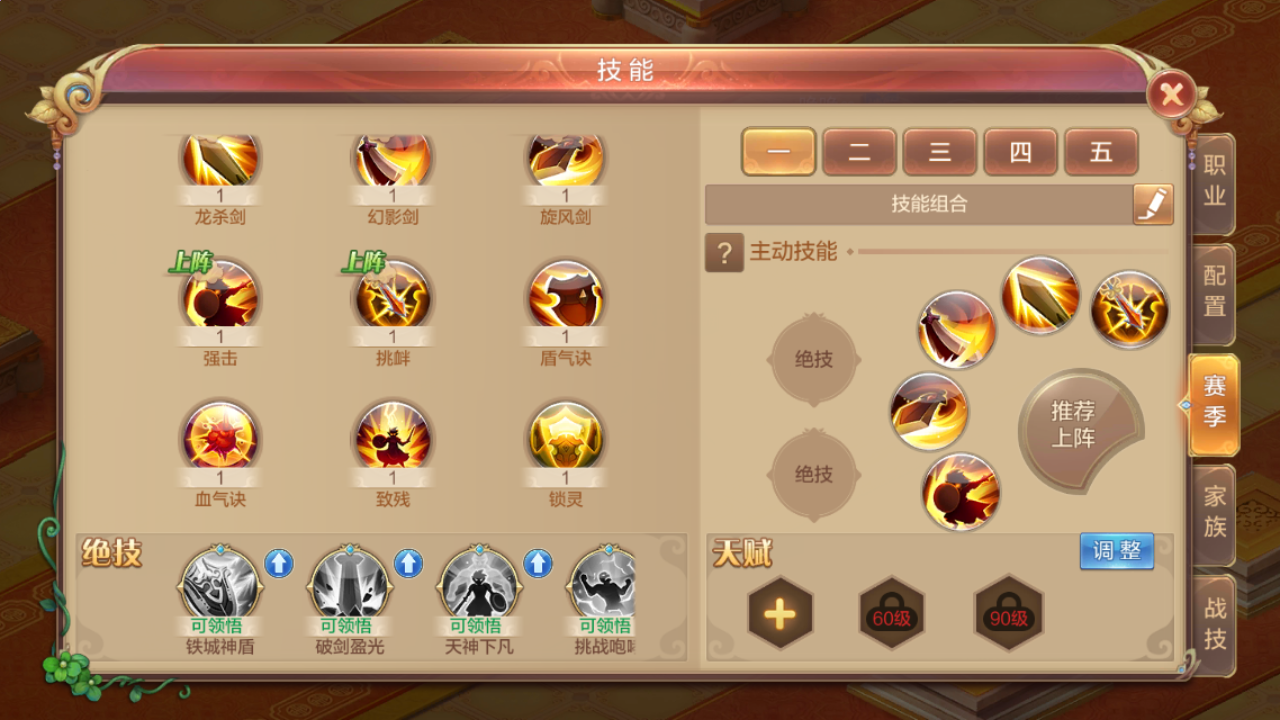 技能
1
龙杀剑
1
幻影剑
1
旋风剑
上阵
1
强击
上阵
1
挑衅
1
盾气诀
1
血气诀
1
致残
1
锁灵
绝技
可领悟
铁城神盾
可领悟
破剑盈光
可领悟
天神下凡
可领悟
挑战咆
一
二
三
四
五
技能组合
?
主动技能
绝技
绝技
推荐
上阵
天赋
调整
60级
90级
职业
配置
赛季
家族
战技